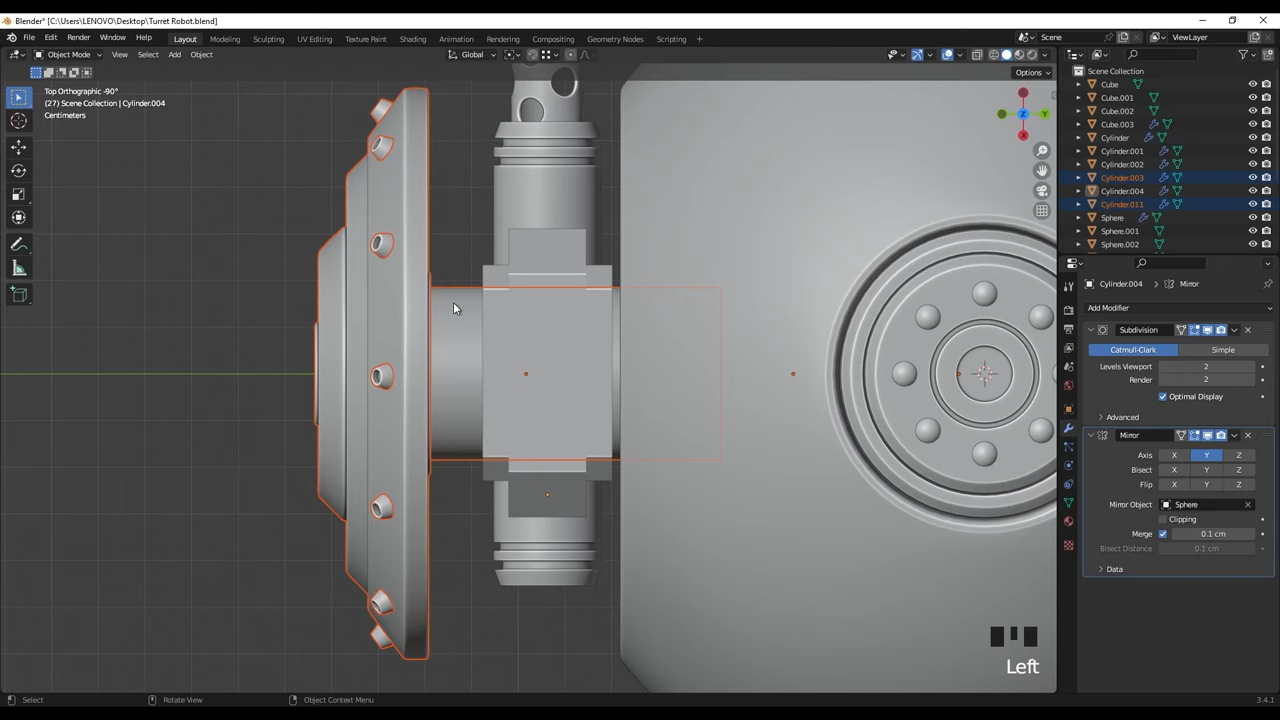 Blender* [C:\Users\LENOVO\Desktop\Turret Robot.blend]
File Edit Render Window Help Layout Modeling Sculpting UV Editing Texture Paint Shading Animation Rendering Compositing Geometry Nodes Scripting Scene ViewLayer
Object Mode View Select Add Object Global
Options
Top Orthographic -90°
(27) Scene Collection | Cylinder.004
Centimeters
X
Y
Z
X
Scene Collection
Cube
Cube.001
Cube.002
Cube.003
Cylinder
Cylinder.001
Cylinder.002
Cylinder.003
Cylinder.004
Cylinder.011
Sphere
Sphere.001
Sphere.002
Cylinder.004 > Mirror
Add Modifier
Subdivision
Catmull-Clark Simple
Levels Viewport 2
Render 2
Optimal Display
Advanced
Mirror
Axis X Y Z
Bisect X Y Z
Flip X Y Z
Mirror Object Sphere
Clipping
Merge 0.1 cm
Bisect Distance 0.1 cm
Data
Left
Select Rotate View Object Context Menu 3.4.1